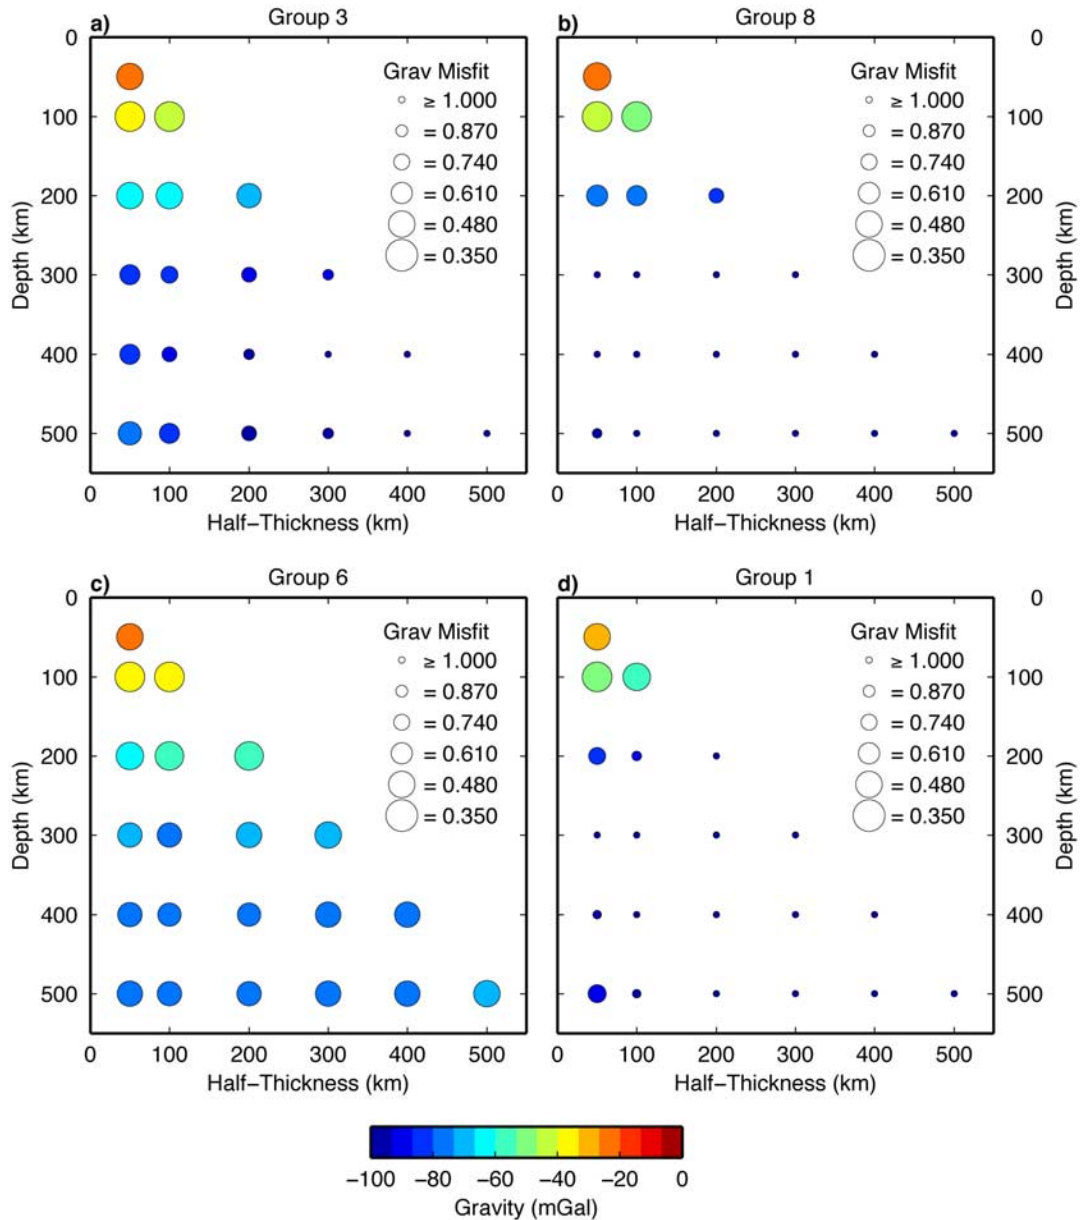 a) Group 3
b) Group 8
0
0
Grav Misfit
≥ 1.000
= 0.870
= 0.740
= 0.610
= 0.480
= 0.350
Grav Misfit
≥ 1.000
= 0.870
= 0.740
= 0.610
= 0.480
= 0.350
100
200
300
400
500
Depth (km)
100
200
300
400
500
Depth (km)
0 100 200 300 400 500
Half−Thickness (km)
0 100 200 300 400 500
Half−Thickness (km)
c) Group 6
d) Group 1
0
0
Grav Misfit
≥ 1.000
= 0.870
= 0.740
= 0.610
= 0.480
= 0.350
Grav Misfit
≥ 1.000
= 0.870
= 0.740
= 0.610
= 0.480
= 0.350
100
200
300
400
500
Depth (km)
100
200
300
400
500
Depth (km)
0 100 200 300 400 500
Half−Thickness (km)
0 100 200 300 400 500
Half−Thickness (km)
−100 −80 −60 −40 −20 0
Gravity (mGal)